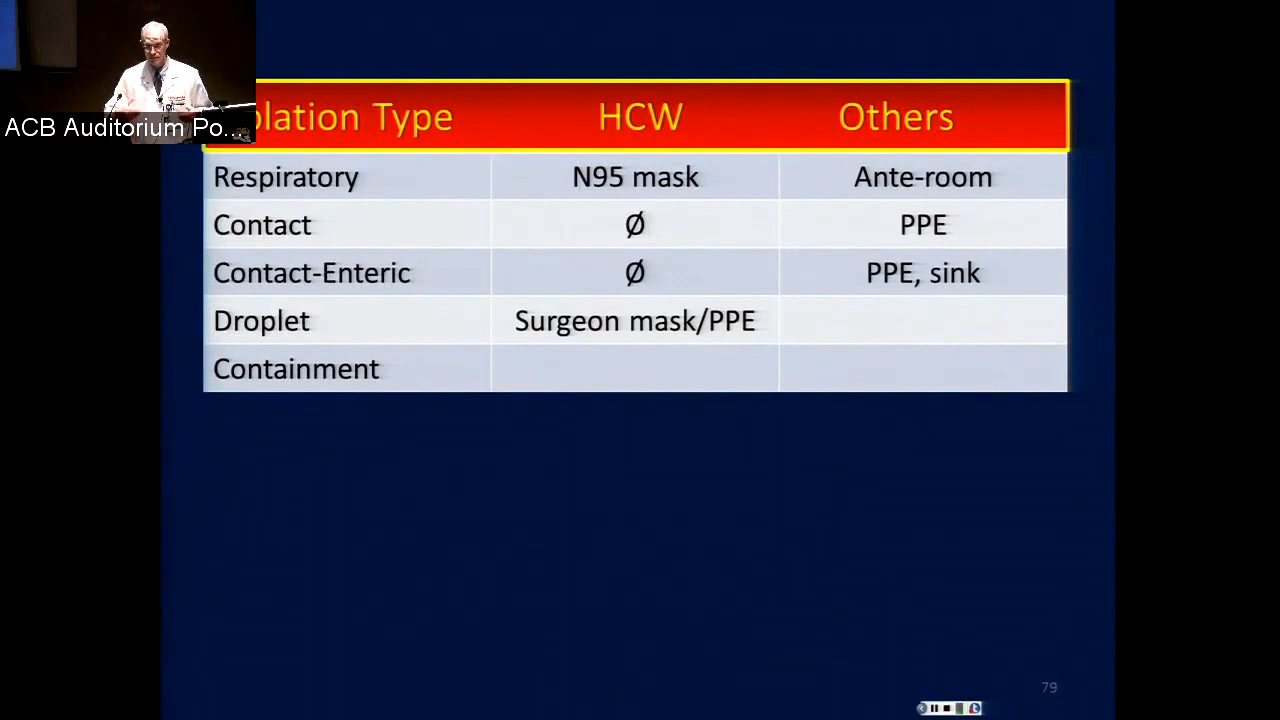 ACB Auditorium Po...
olation Type HCW Others
Respiratory N95 mask Ante-room
Contact Ø PPE
Contact-Enteric Ø PPE, sink
Droplet Surgeon mask/PPE
Containment
79